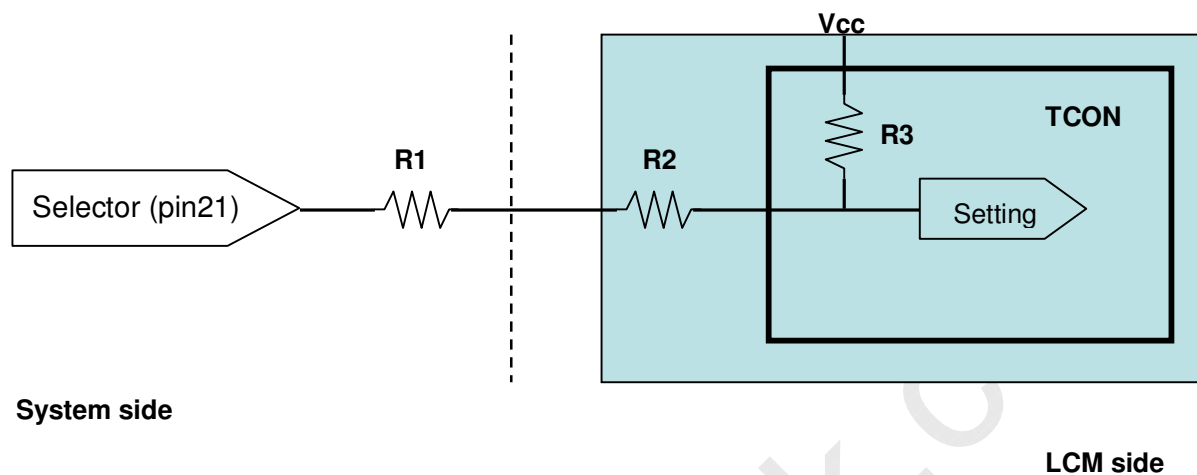 Vcc
TCON
R3
R1
R2
Selector (pin21)
Setting
System side
LCM side